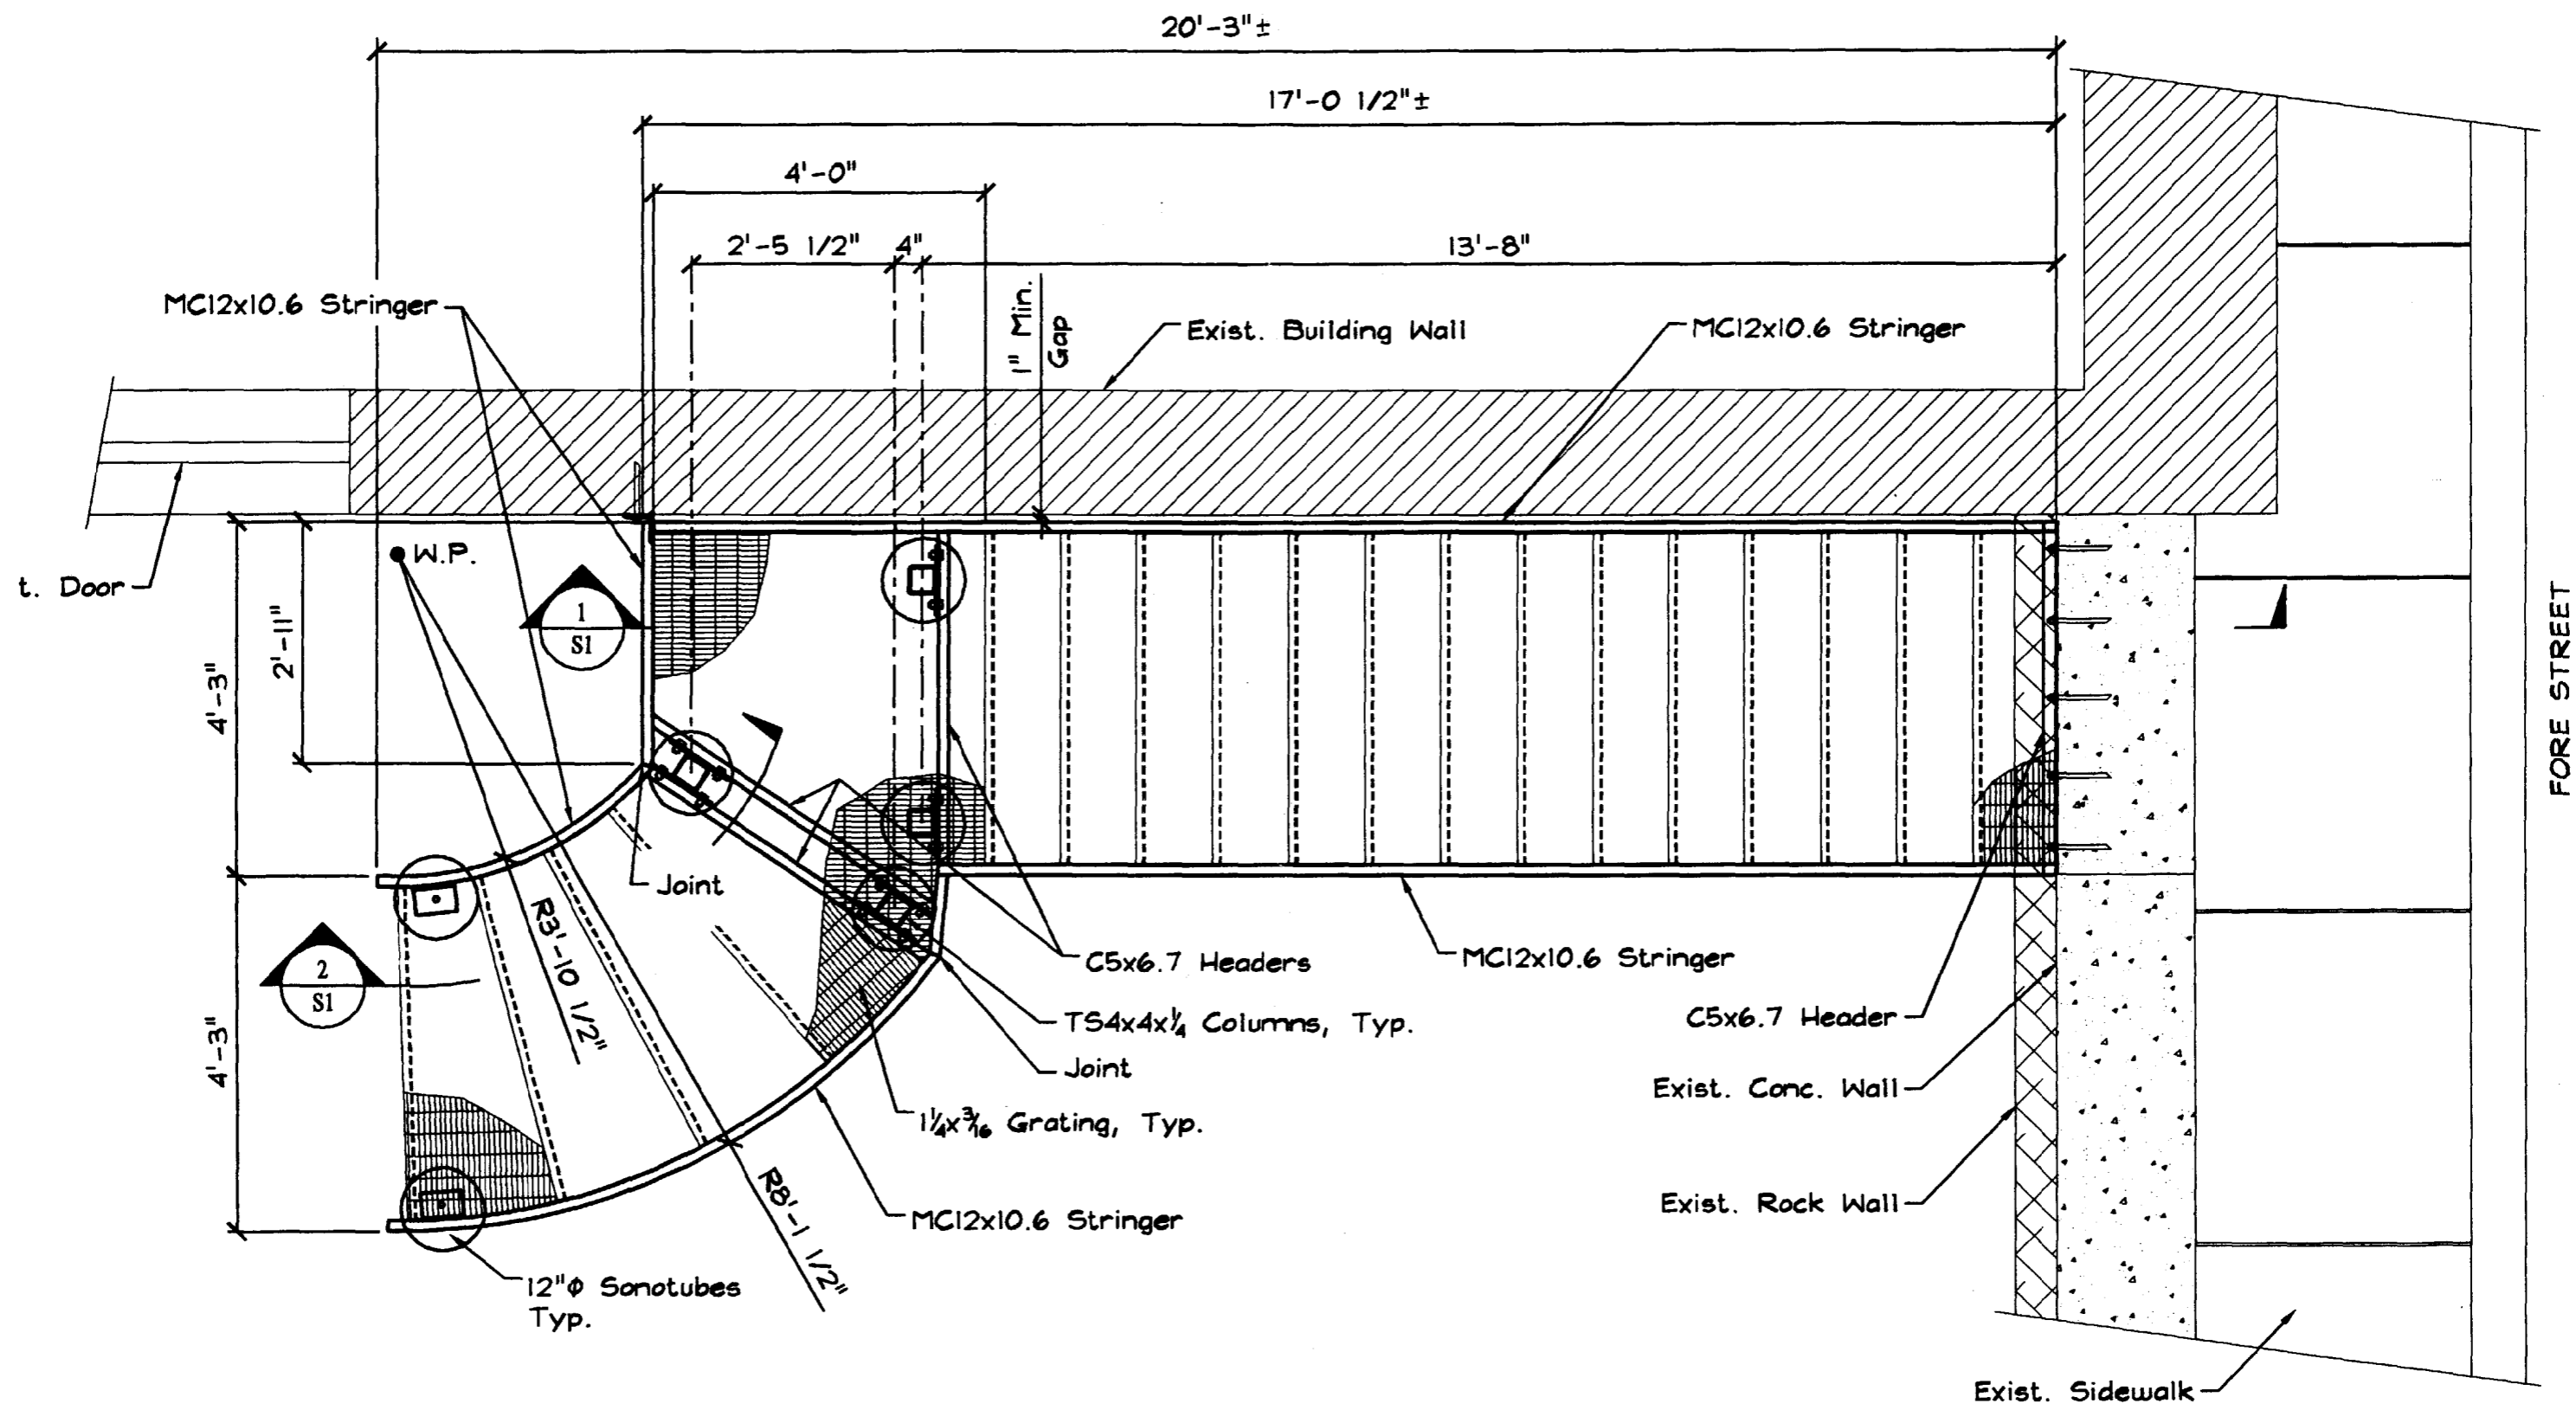 20'-3"±
17'-0 1/2"±
4'-0"
2'-5 1/2"
4"
13'-8"
MC12x10.6 Stringer
1" Min.
Gap
Exist. Building Wall
MC12x10.6 Stringer
W.P.
t. Door
1
S1
2'-11"
4'-3"
FORE STREET
Joint
R3'-10 1/2"
C5x6.7 Headers
MC12x10.6 Stringer
2
S1
TS4x4x1/4 Columns, Typ.
C5x6.7 Header
4'-3"
Joint
Exist. Conc. Wall
1 1/4x3/16 Grating, Typ.
R8'-1 1/2"
Exist. Rock Wall
MC12x10.6 Stringer
12"Φ Sonotubes
Typ.
Exist. Sidewalk